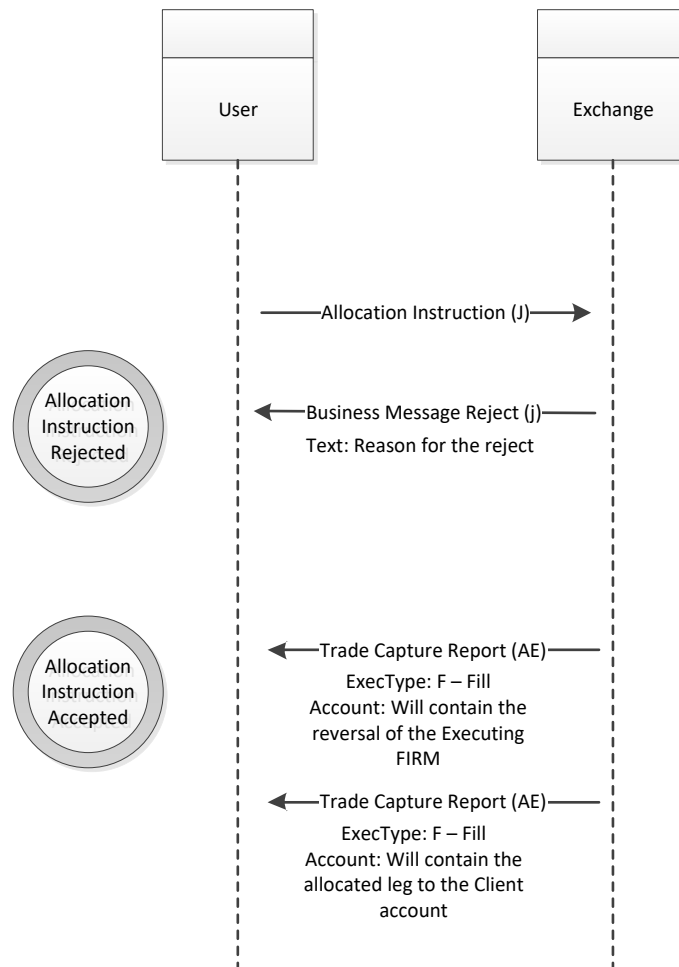 User
Exchange
Allocation Instruction (J)
Allocation
Instruction
Rejected
Business Message Reject (j)
Text: Reason for the reject
Allocation
Instruction
Accepted
Trade Capture Report (AE)
ExecType: F – Fill
Account: Will contain the
reversal of the Executing
FIRM
Trade Capture Report (AE)
ExecType: F – Fill
Account: Will contain the
allocated leg to the Client
account